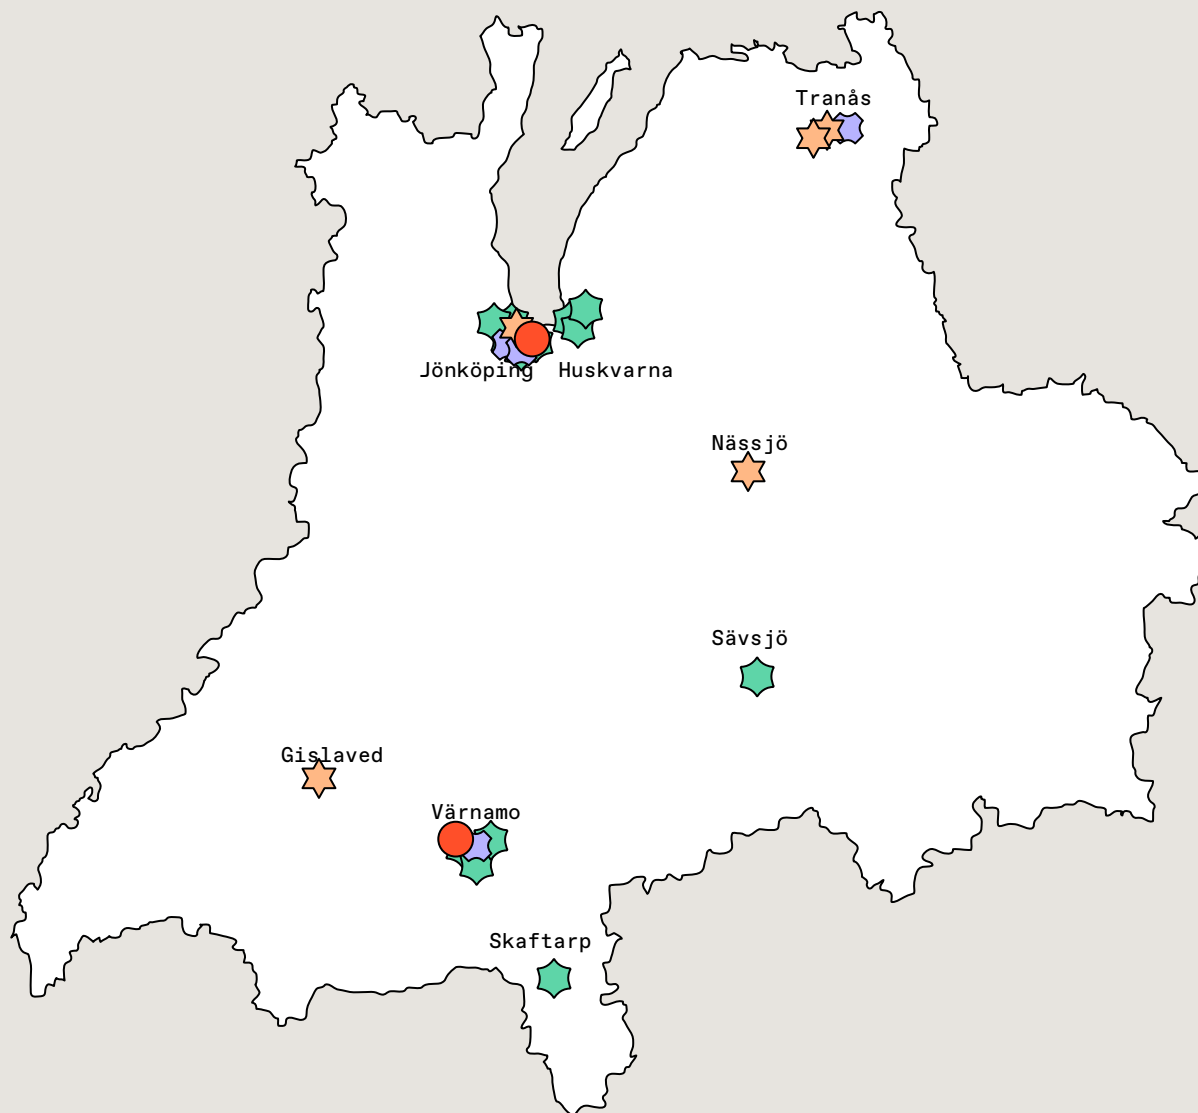 Tranås
Jönköping
Huskvarna
Nässjö
Sävsjö
Gislaved
Värnamo
Skaftarp